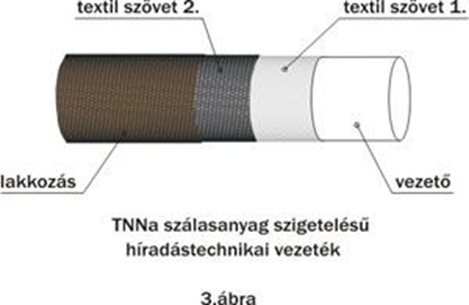 textil szövet 2.
textil szövet 1.
lakkozás
vezető
TNNa szálasanyag szigetelésű
híradástechnikai vezeték
3.ábra